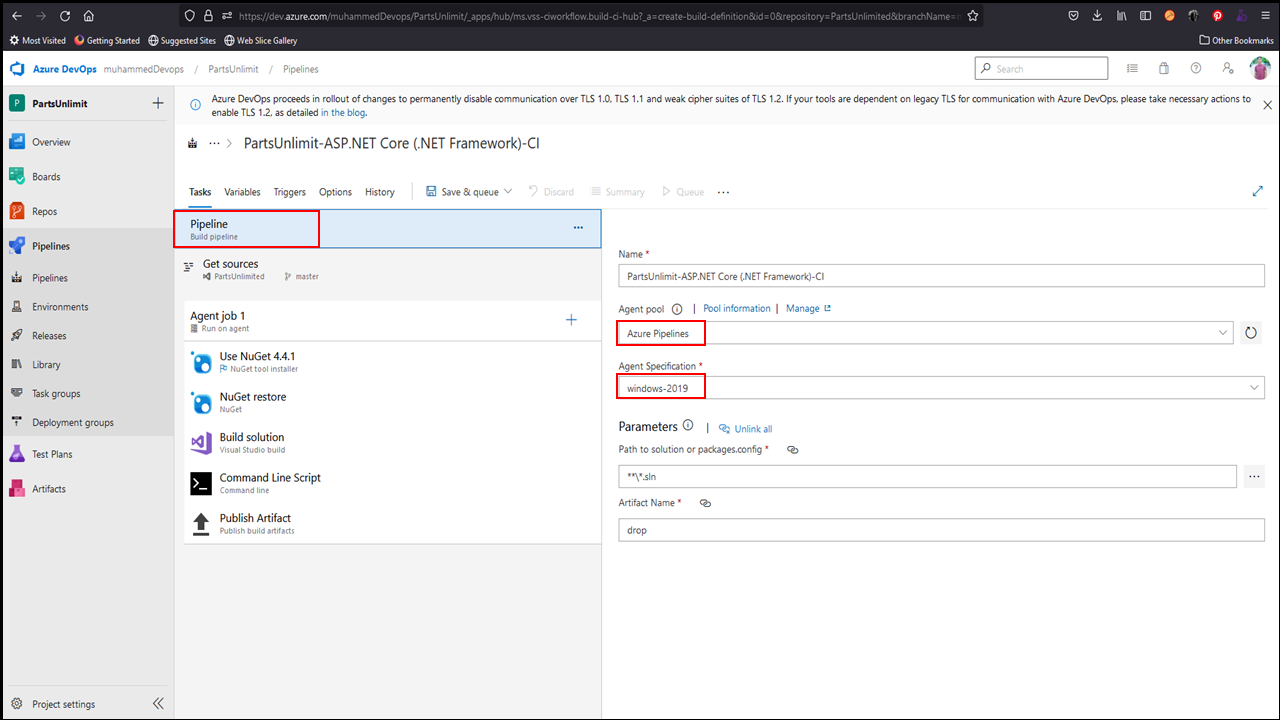 https://dev.azure.com/muhammedDevops/PartsUnlimit/_apps/hub/ms.vss-ciworkflow.build-ci-hub?_a=create-build-definition&id=0&repository=PartsUnlimited&branchName=
Most Visited Getting Started Suggested Sites Web Slice Gallery Other Bookmarks
Azure DevOps muhammedDevops / PartsUnlimit / Pipelines
Search
P PartsUnlimit
Overview
Boards
Repos
Pipelines
Pipelines
Environments
Releases
Library
Task groups
Deployment groups
Test Plans
Artifacts
Project settings
Azure DevOps proceeds in rollout of changes to permanently disable communication over TLS 1.0, TLS 1.1 and weak cipher suites of TLS 1.2. If your tools are dependent on legacy TLS for communication with Azure DevOps, please take necessary actions to
enable TLS 1.2, as detailed in the blog.
··· > PartsUnlimit-ASP.NET Core (.NET Framework)-CI
Tasks Variables Triggers Options History Save & queue Discard Summary Queue ···
Pipeline
Build pipeline
Get sources
PartsUnlimited master
Agent job 1
Run on agent
Use NuGet 4.4.1
NuGet tool installer
NuGet restore
NuGet
Build solution
Visual Studio build
Command Line Script
Command line
Publish Artifact
Publish build artifacts
Name *
PartsUnlimit-ASP.NET Core (.NET Framework)-CI
Agent pool | Pool information | Manage
Azure Pipelines
Agent Specification *
windows-2019
Parameters | Unlink all
Path to solution or packages.config *
**\*.sln
Artifact Name *
drop